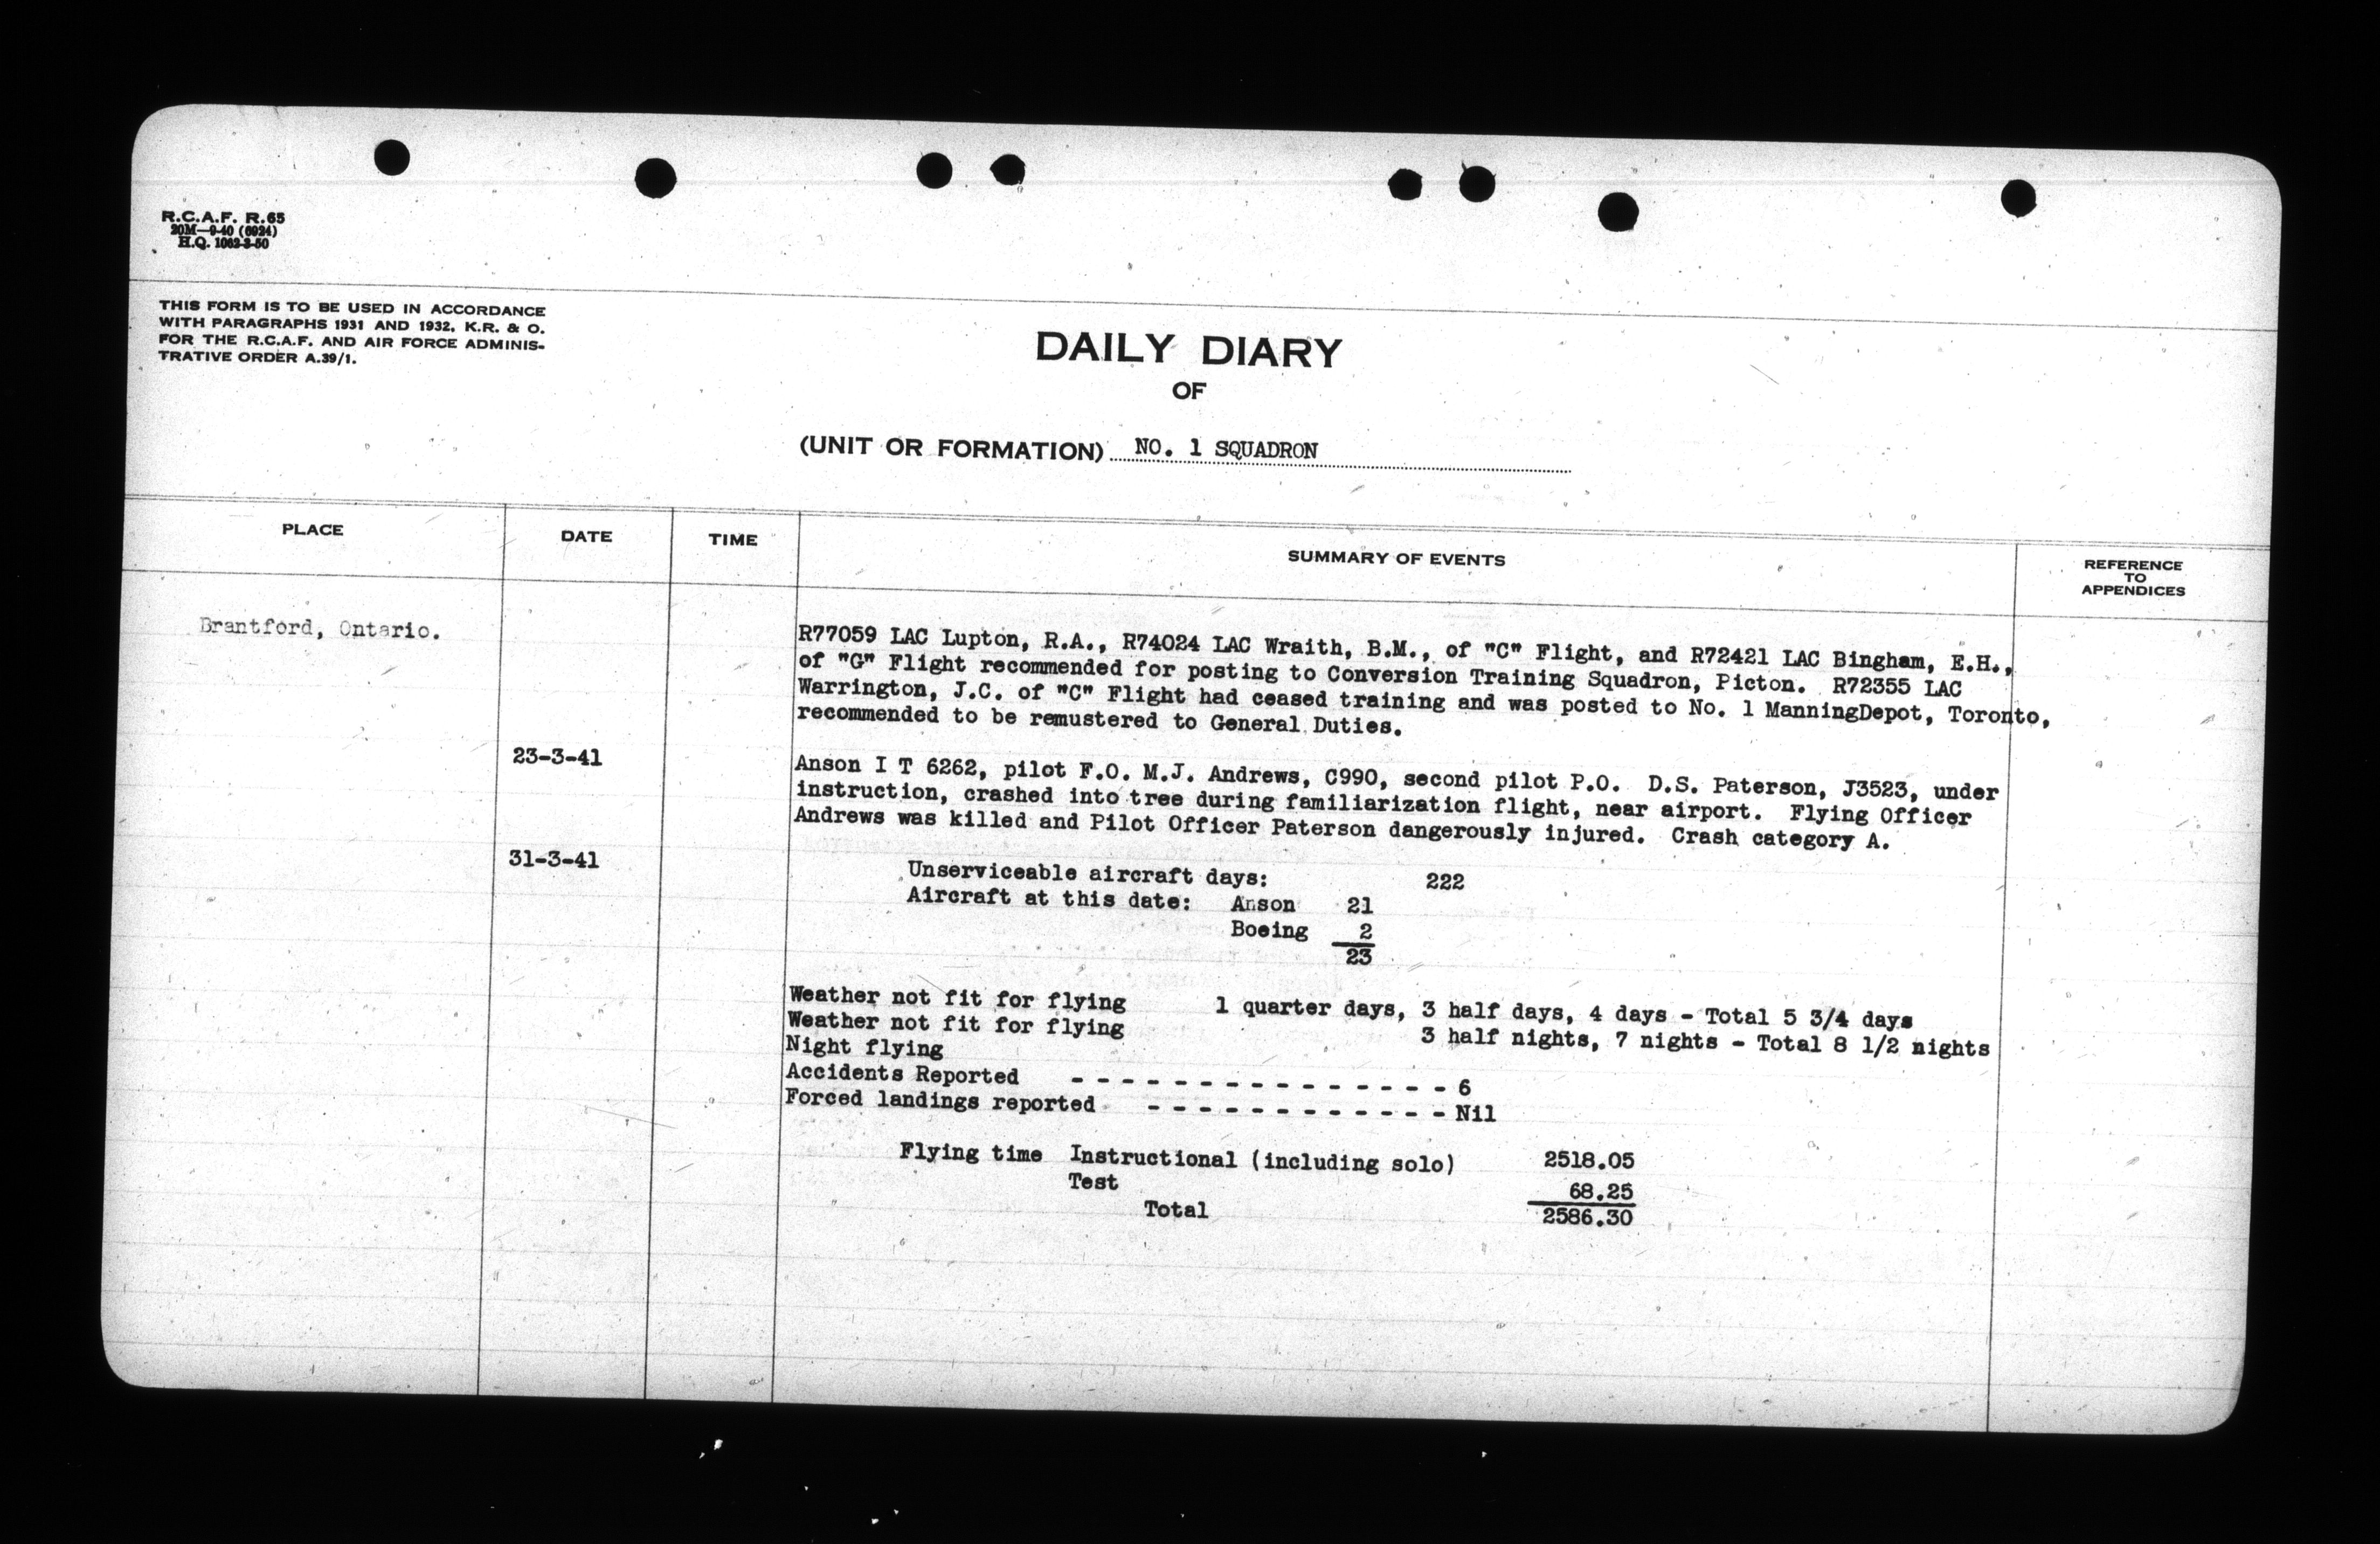 R.C.A.F. R.65
20M—9-40 (6924)
H.Q. 1062-3-50
THIS FORM IS TO BE USED IN ACCORDANCE
WITH PARAGRAPHS 1931 AND 1932, K.R. & O.
FOR THE R.C.A.F. AND AIR FORCE ADMINIS-
TRATIVE ORDER A.39/1.
DAILY DIARY
OF
(UNIT OR FORMATION) NO. 1 SQUADRON
PLACE DATE TIME SUMMARY OF EVENTS REFERENCE
TO
APPENDICES
Brantford, Ontario.
R77059 LAC Lupton, R.A., R74024 LAC Wraith, B.M., of "C" Flight, and R72421 LAC Bingham, E.H.,
of "G" Flight recommended for posting to Conversion Training Squadron, Picton. R72355 LAC
Warrington, J.C. of "C" Flight had ceased training and was posted to No. 1 ManningDepot, Toronto,
recommended to be remustered to General Duties.
23-3-41
Anson I T 6262, pilot F.O. M.J. Andrews, C990, second pilot P.O. D.S. Paterson, J3523, under
instruction, crashed into tree during familiarization flight, near airport. Flying Officer
Andrews was killed and Pilot Officer Paterson dangerously injured. Crash category A.
31-3-41
Unserviceable aircraft days: 222
Aircraft at this date: Anson 21
Boeing 2
23
Weather not fit for flying 1 quarter days, 3 half days, 4 days - Total 5 3/4 days
Weather not fit for flying 3 half nights, 7 nights - Total 8 1/2 nights
Night flying
Accidents Reported - - - - - - - - - - - - - - - 6
Forced landings reported - - - - - - - - - - - - Nil
Flying time Instructional (including solo) 2518.05
Test 68.25
Total 2586.30